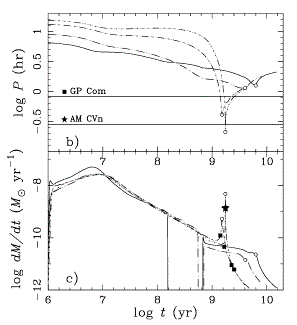 log P (hr)
1
0.5
0
−0.5
GP Com
AM CVn
b)
log dM/dt (M⊙ yr⁻¹)
−8
−10
−12
c)
6 7 8 9 10
log t (yr)